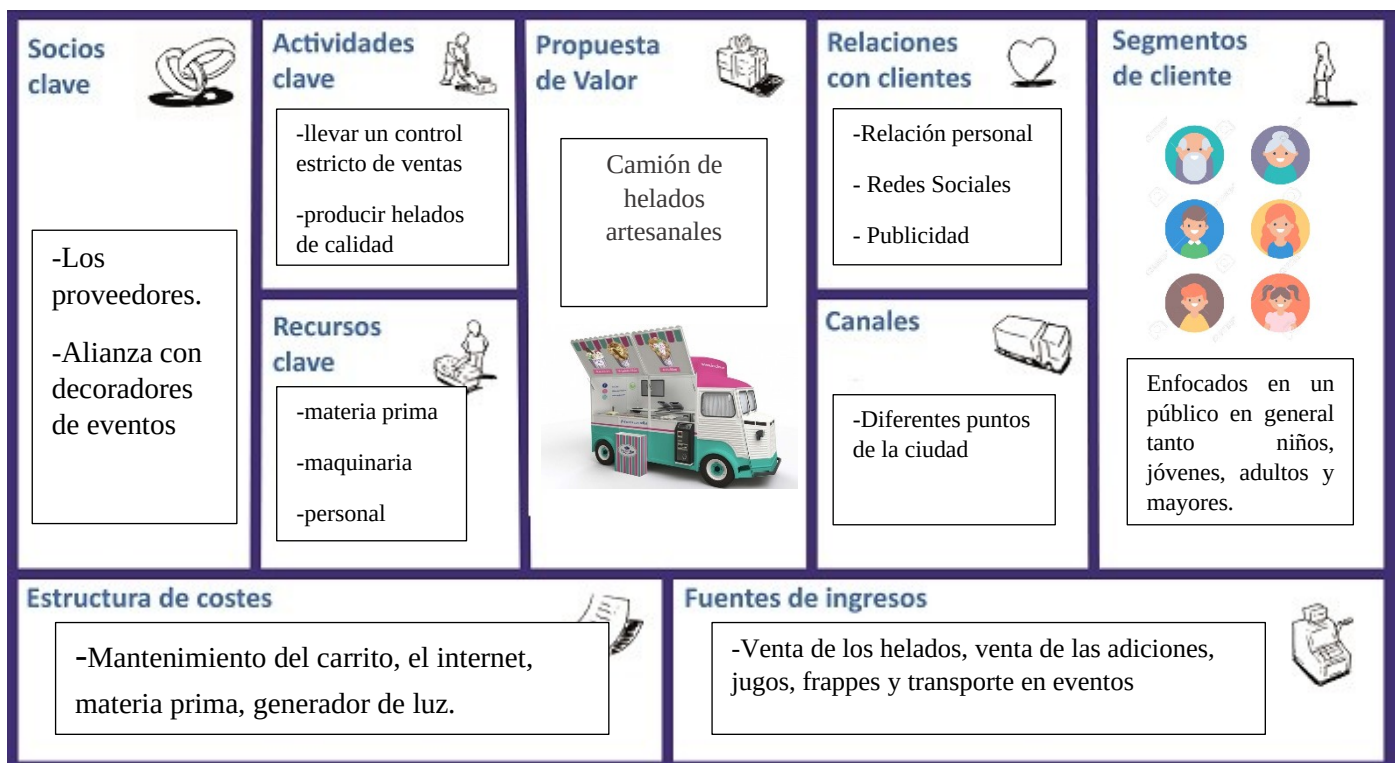 Socios
clave
-Los
proveedores.
-Alianza con
decoradores
de eventos
Actividades
clave
-llevar un control
estricto de ventas
-producir helados
de calidad
Recursos
clave
-materia prima
-maquinaria
-personal
Propuesta
de Valor
Camión de
helados
artesanales
Relaciones
con clientes
-Relación personal
- Redes Sociales
- Publicidad
Canales
-Diferentes puntos
de la ciudad
Segmentos
de cliente
Enfocados en un
público en general
tanto niños,
jóvenes, adultos y
mayores.
Estructura de costes
-Mantenimiento del carrito, el internet,
materia prima, generador de luz.
Fuentes de ingresos
-Venta de los helados, venta de las adiciones,
jugos, frappes y transporte en eventos